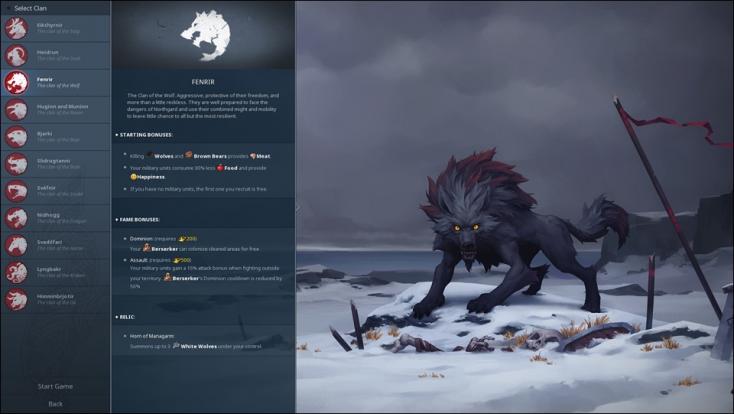 Select Clan
Eikthyrnir
The clan of the Stag
Heidrun
The clan of the Goat
Fenrir
The clan of the Wolf
Huginn and Muninn
The clan of the Raven
Bjarki
The clan of the Bear
Slidrugtanni
The clan of the Boar
Svafnir
The clan of the Snake
Nidhogg
The clan of the Dragon
Svadilfari
The clan of the Horse
Lyngbakr
The clan of the Kraken
Himminbrjotir
The clan of the Ox
Start Game
Back
FENRIR
The Clan of the Wolf. Aggressive, protective of their freedom, and
more than a little reckless. They are well prepared to face the
dangers of Northgard and use their combined might and mobility
to leave little chance to all but the most resilient.
STARTING BONUSES:
Killing Wolves and Brown Bears provides Meat.
Your military units consume 30% less Food and provide
Happiness.
If you have no military units, the first one you recruit is free.
FAME BONUSES:
Dominion (requires 200)
Your Berserker can colonize cleared areas for free.
Assault (requires 500)
Your military units gain a 15% attack bonus when fighting outside
your territory. Berserker's Dominion cooldown is reduced by
50%.
RELIC:
Horn of Managarm
Summons up to 3 White Wolves under your control.